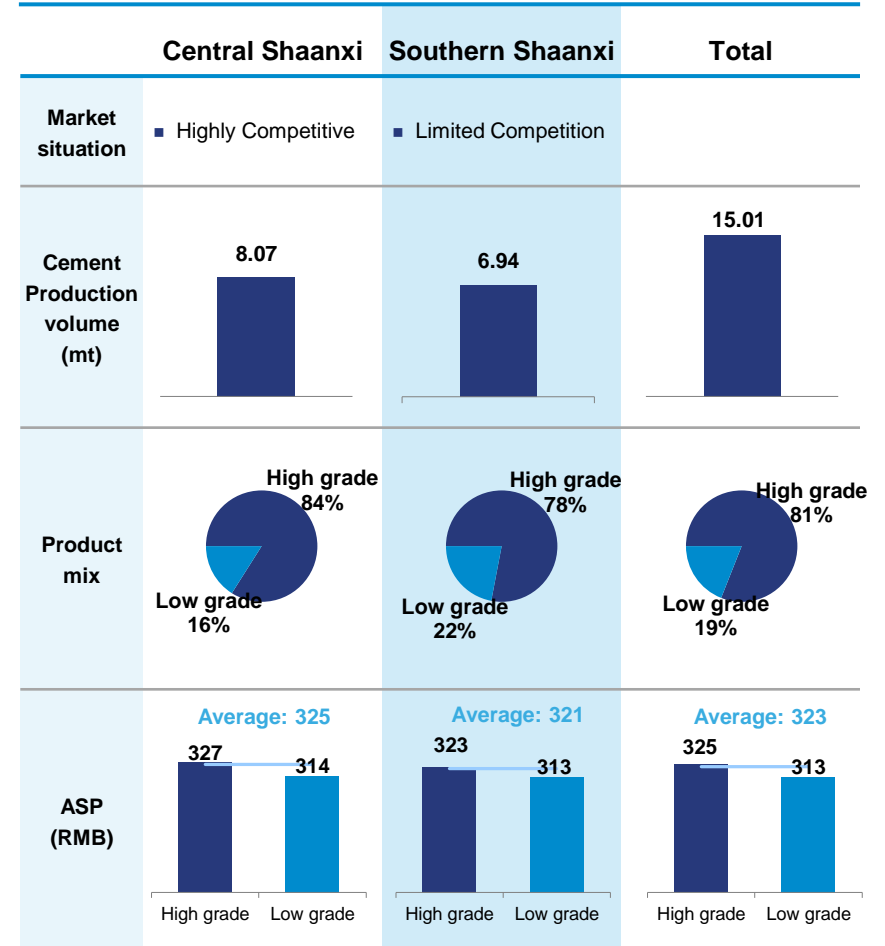 Central Shaanxi
Southern Shaanxi
Total
Market
situation
■ Highly Competitive
■ Limited Competition
Cement
Production
volume
(mt)
8.07
6.94
15.01
Product
mix
High grade
84%
Low grade
16%
High grade
78%
Low grade
22%
High grade
81%
Low grade
19%
ASP
(RMB)
Average: 325
327
314
High grade
Low grade
Average: 321
323
313
High grade
Low grade
Average: 323
325
313
High grade
Low grade